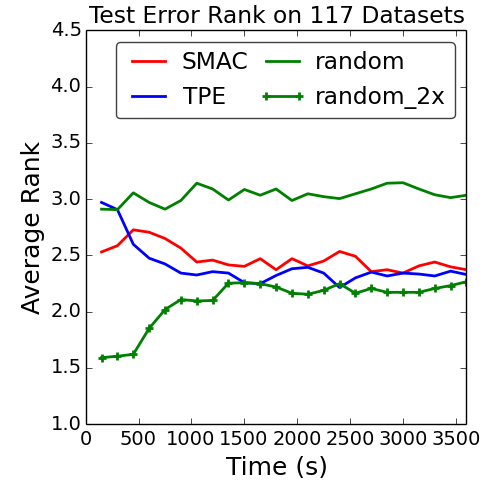 Test Error Rank on 117 Datasets
4.5
4.0
3.5
3.0
2.5
2.0
1.5
1.0
Average Rank
SMAC
random
TPE
random_2x
0 500 1000 1500 2000 2500 3000 3500
Time (s)